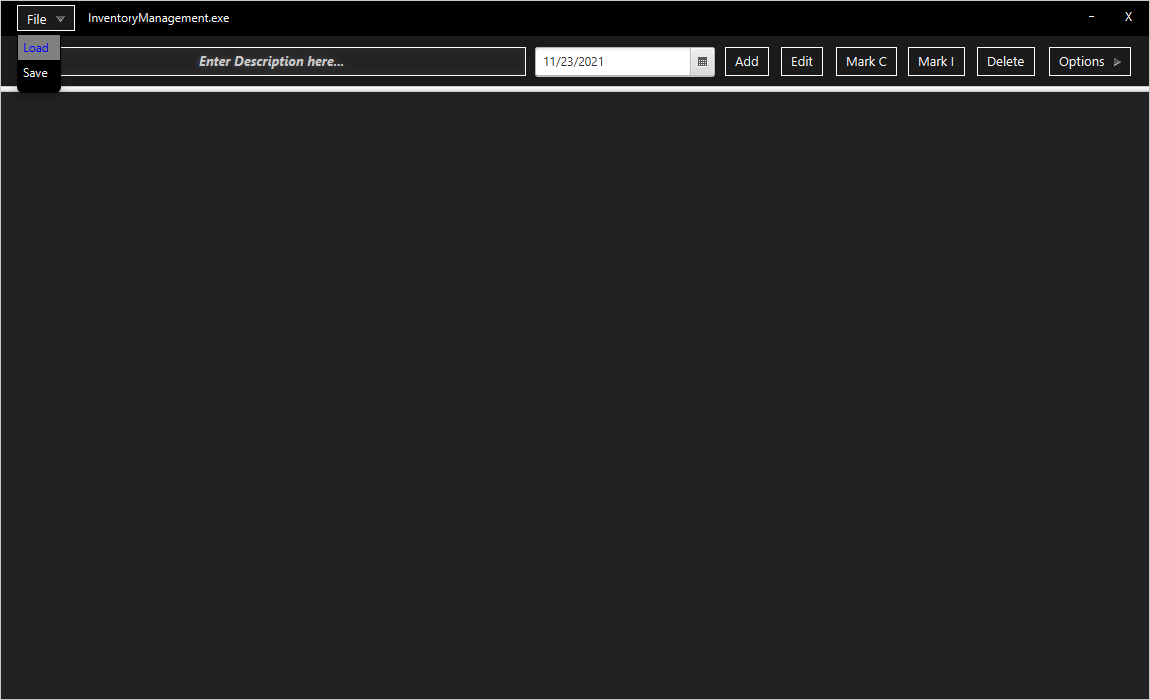 File InventoryManagement.exe – X
Load
Enter Description here... 11/23/2021 Add Edit Mark C Mark I Delete Options
Save